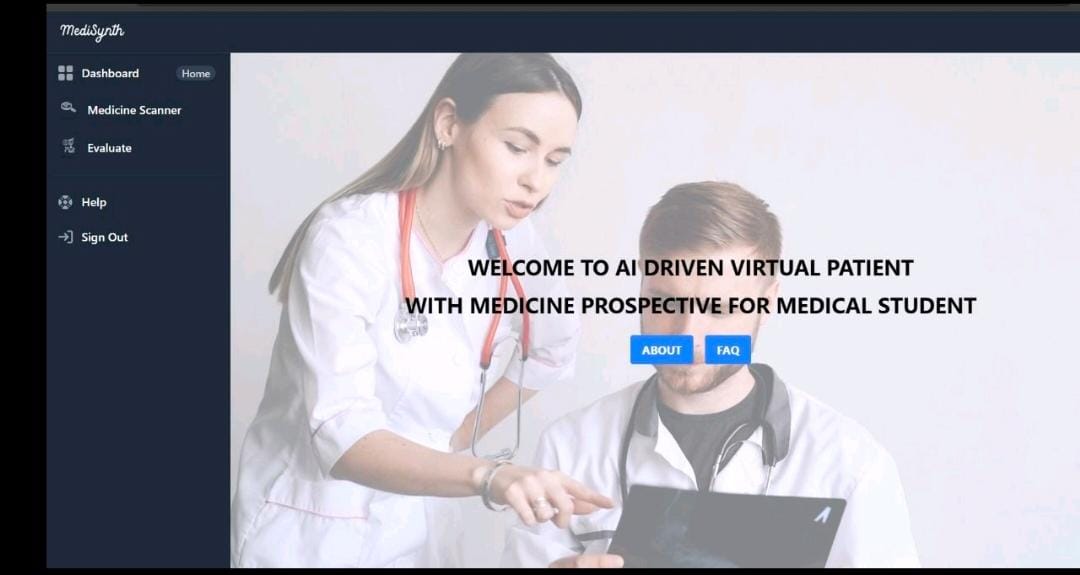 MediSynth
Dashboard Home
Medicine Scanner
Evaluate
Help
Sign Out
WELCOME TO AI DRIVEN VIRTUAL PATIENT
WITH MEDICINE PROSPECTIVE FOR MEDICAL STUDENT
ABOUT FAQ